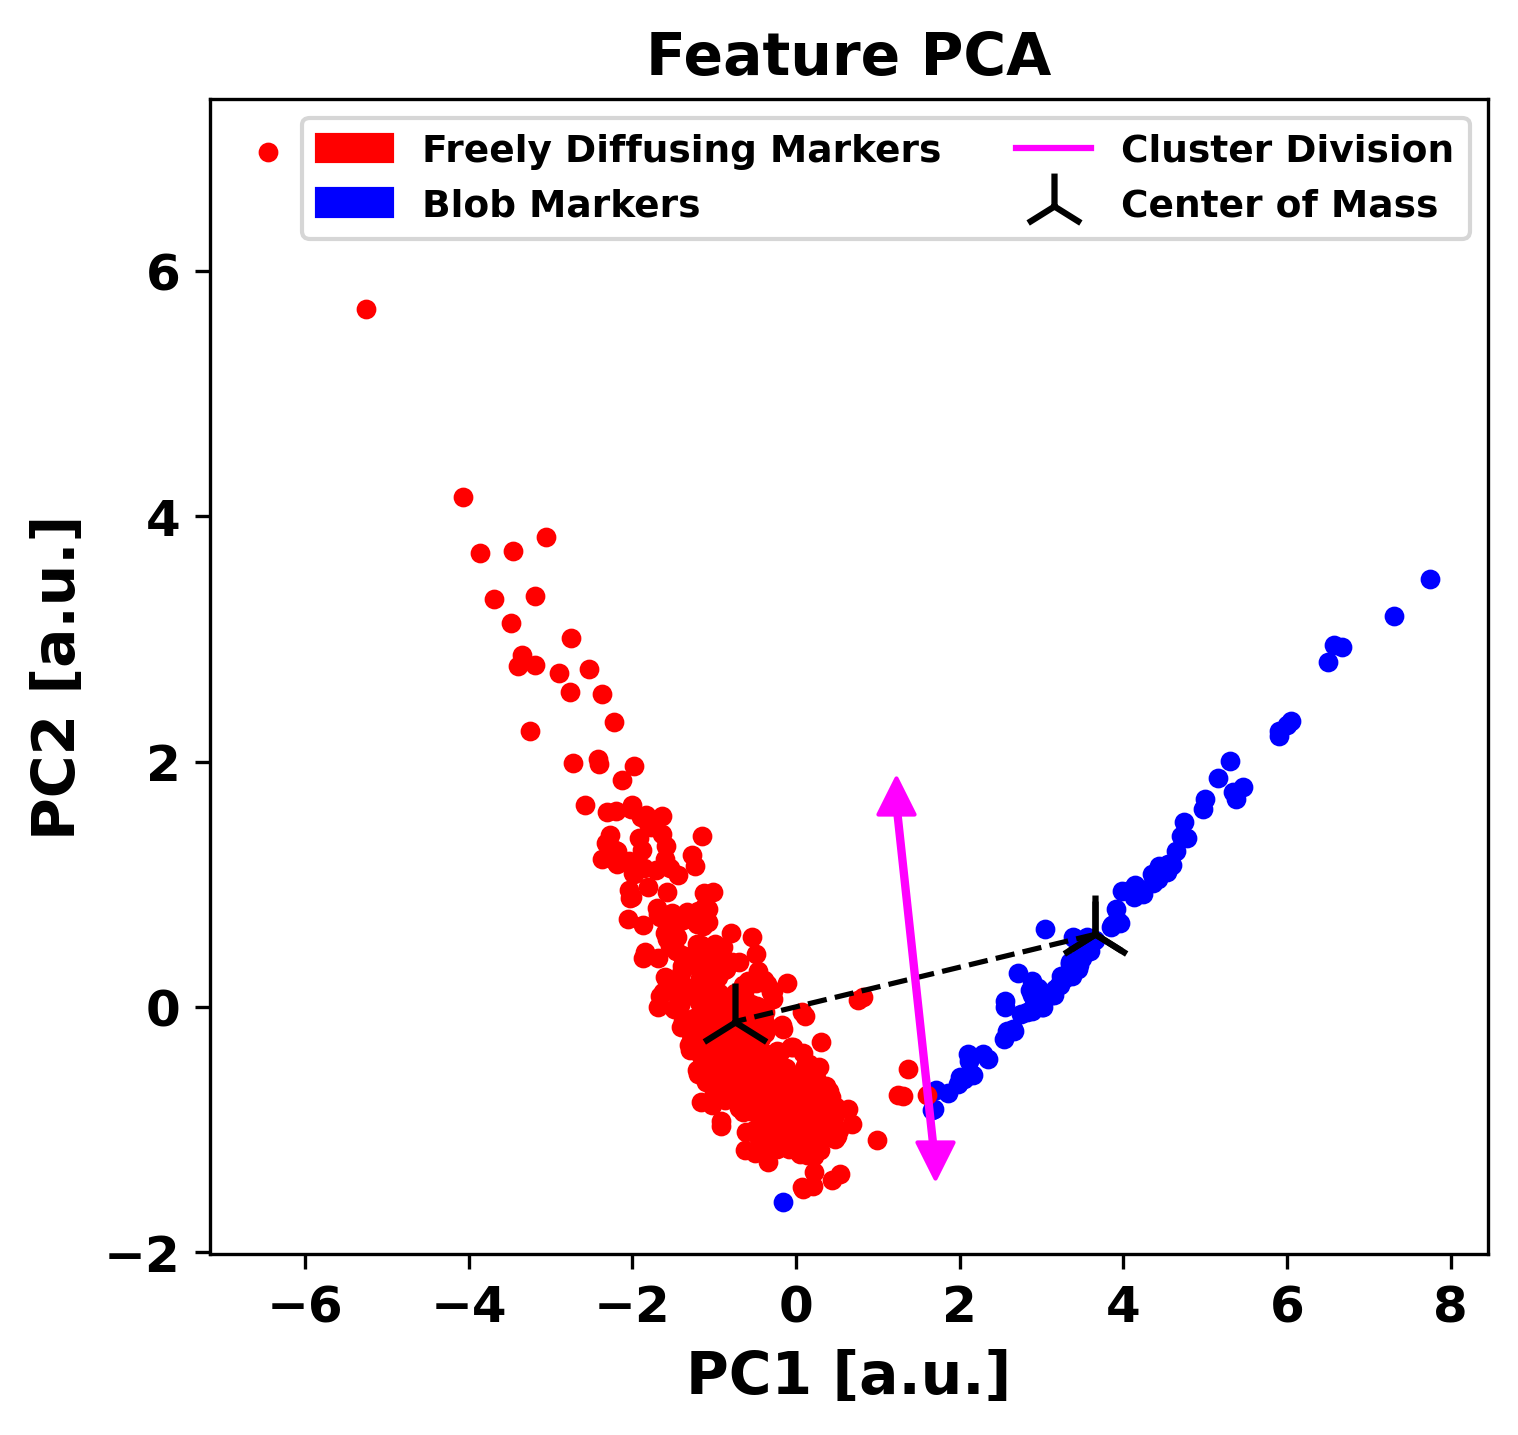 Feature PCA
Freely Diffusing Markers
Blob Markers
Cluster Division
Center of Mass
6
4
2
0
−2
PC2 [a.u.]
−6 −4 −2 0 2 4 6 8
PC1 [a.u.]